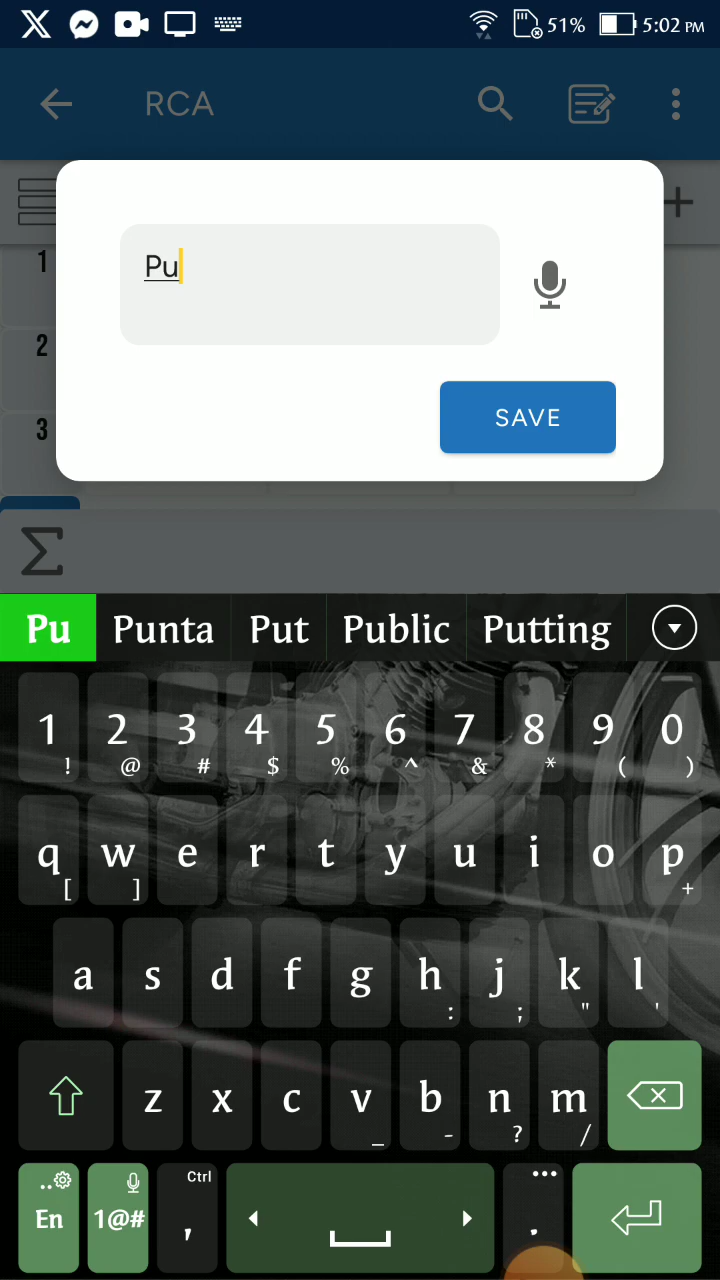 51% 5:02 PM
RCA
1
2
3
Pu
SAVE
Pu Punta Put Public Putting
1 2 3 4 5 6 7 8 9 0
! @ # $ % ^ & * ( )
q w e r t y u i o p
[ ] +
a s d f g h j k l
: ; " '
z x c v b n m
_ - ? /
Ctrl
En 1@# , .